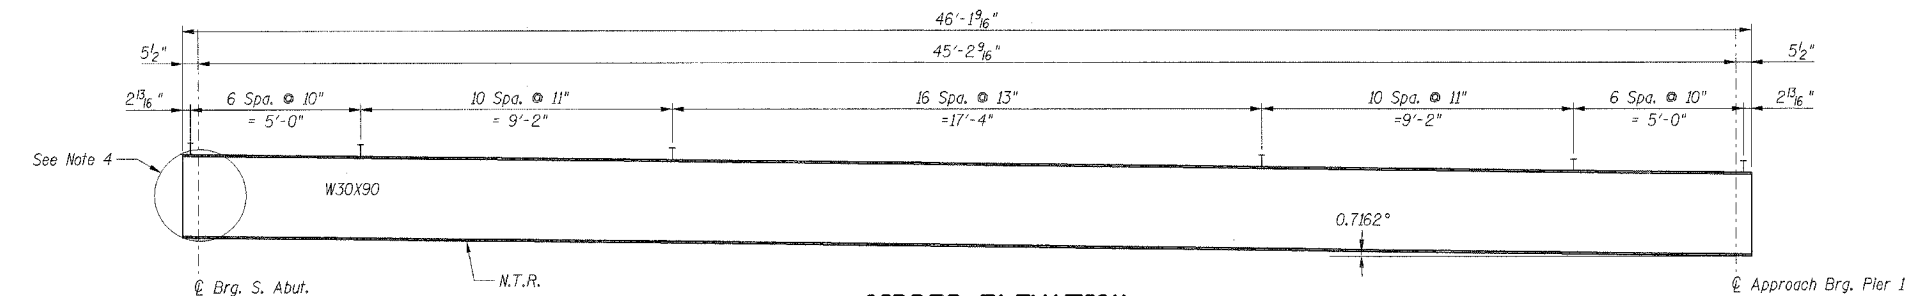 46'-1 9/16"
5 1/2"
45'-2 9/16"
5 1/2"
2 13/16"
6 Spa. @ 10"
= 5'-0"
10 Spa. @ 11"
= 9'-2"
16 Spa. @ 13"
=17'-4"
10 Spa. @ 11"
=9'-2"
6 Spa. @ 10"
= 5'-0"
2 13/16"
See Note 4
W30X90
0.7162°
N.T.R.
℄ Brg. S. Abut.
℄ Approach Brg. Pier 1